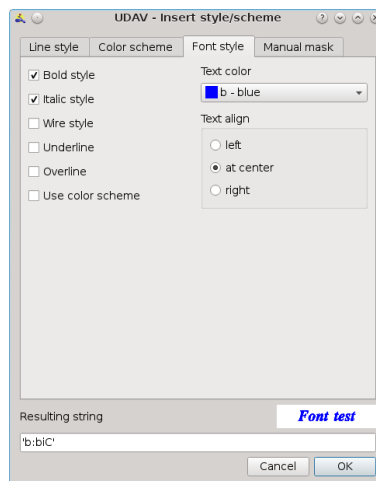 UDAV - Insert style/scheme
Line style Color scheme Font style Manual mask
Bold style
Italic style
Wire style
Underline
Overline
Use color scheme
Text color
b - blue
Text align
left
at center
right
Resulting string
Font test
'b:biC'
Cancel OK